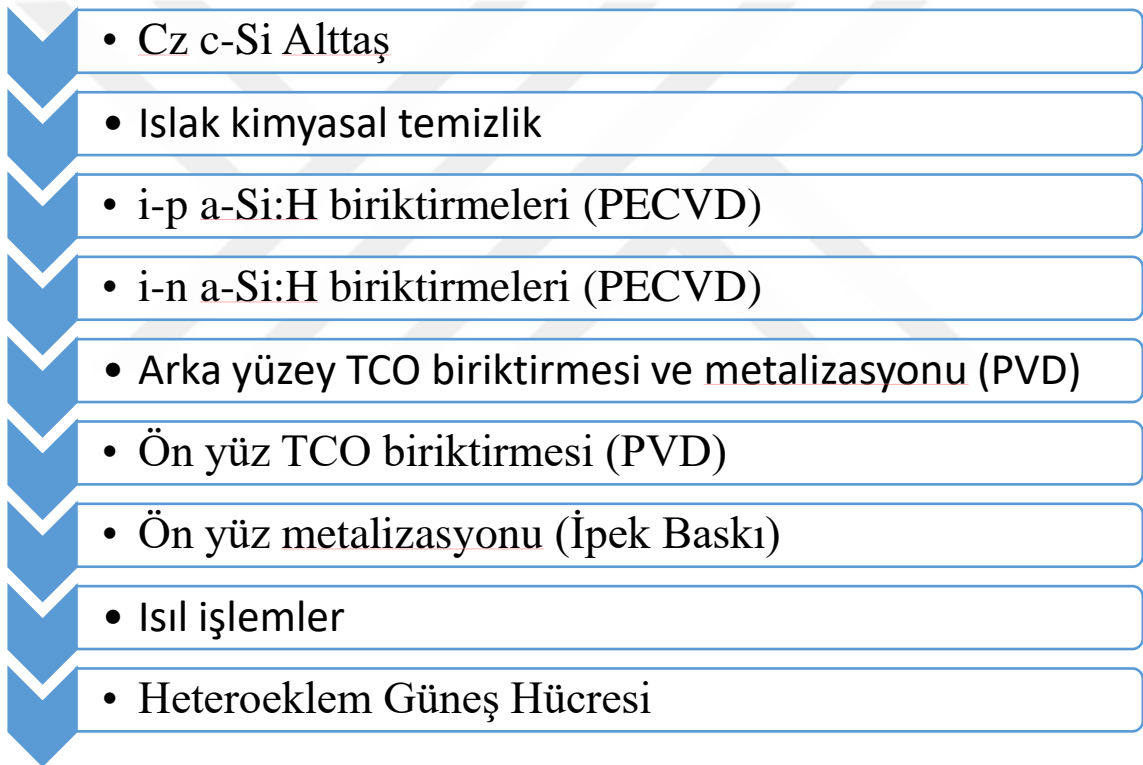 • Cz c-Si Alttaş
• Islak kimyasal temizlik
• i-p a-Si:H biriktirmeleri (PECVD)
• i-n a-Si:H biriktirmeleri (PECVD)
• Arka yüzey TCO biriktirmesi ve metalizasyonu (PVD)
• Ön yüz TCO biriktirmesi (PVD)
• Ön yüz metalizasyonu (İpek Baskı)
• Isıl işlemler
• Heteroeklem Güneş Hücresi